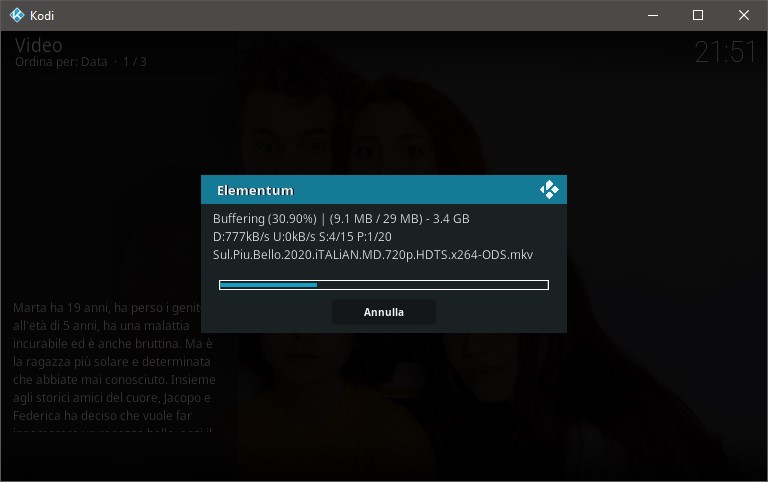 Kodi
Video
Ordina per: Data · 1 / 3
21:51
Elementum
Buffering (30.90%) | (9.1 MB / 29 MB) - 3.4 GB
D:777kB/s U:0kB/s S:4/15 P:1/20
Sul.Piu.Bello.2020.iTALiAN.MD.720p.HDTS.x264-ODS.mkv
Annulla
Marta ha 19 anni, ha perso i
all'età di 5 anni, ha una malattia
incurabile ed è anche bruttina. Ma è
la ragazza più solare e determinata
che abbiate mai conosciuto. Insieme
agli storici amici del cuore, Jacopo e
Federica ha deciso che vuole far